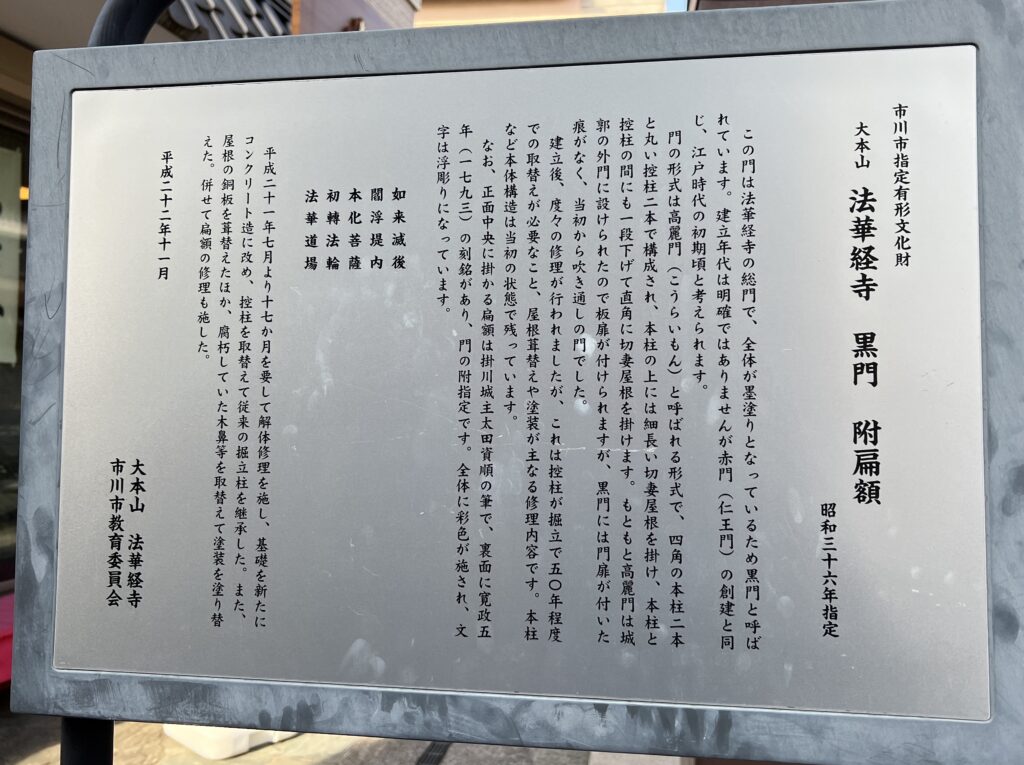 市川市指定有形文化財
大本山 法華経寺 黒門 附扁額
昭和三十六年指定
この門は法華経寺の総門で、全体が墨塗りとなっているため黒門と呼ば
れています。建立年代は明確ではありませんが赤門（仁王門）の創建と同
じ、江戸時代の初期頃と考えられます。
門の形式は高麗門（こうらいもん）と呼ばれる形式で、四角の本柱二本
と丸い控柱二本で構成され、本柱の上には細長い切妻屋根を掛け、本柱と
控柱の間にも一段下げて直角に切妻屋根を掛けます。もともと高麗門は城
郭の外門に設けられたので板扉が付けられますが、黒門には門扉が付いた
痕がなく、当初から吹き通しの門でした。
建立後、度々の修理が行われましたが、これは控柱が掘立で五〇年程度
での取替えが必要なこと、屋根葺替えや塗装が主なる修理内容です。本柱
など本体構造は当初の状態で残っています。
なお、正面中央に掛かる扁額は掛川城主太田資順の筆で、裏面に寛政五
年（一七九三）の刻銘があり、門の附指定です。全体に彩色が施され、文
字は浮彫りになっています。
如来滅後
閻浮提内
本化菩薩
初轉法輪
法華道場
平成二十一年七月より十七か月を要して解体修理を施し、基礎を新たに
コンクリート造に改め、控柱を取替えて従来の掘立柱を継承した。また、
屋根の銅板を葺替えたほか、腐朽していた木鼻等を取替えて塗装を塗り替
えた。併せて扁額の修理も施した。
平成二十二年十一月
大本山 法華経寺
市川市教育委員会